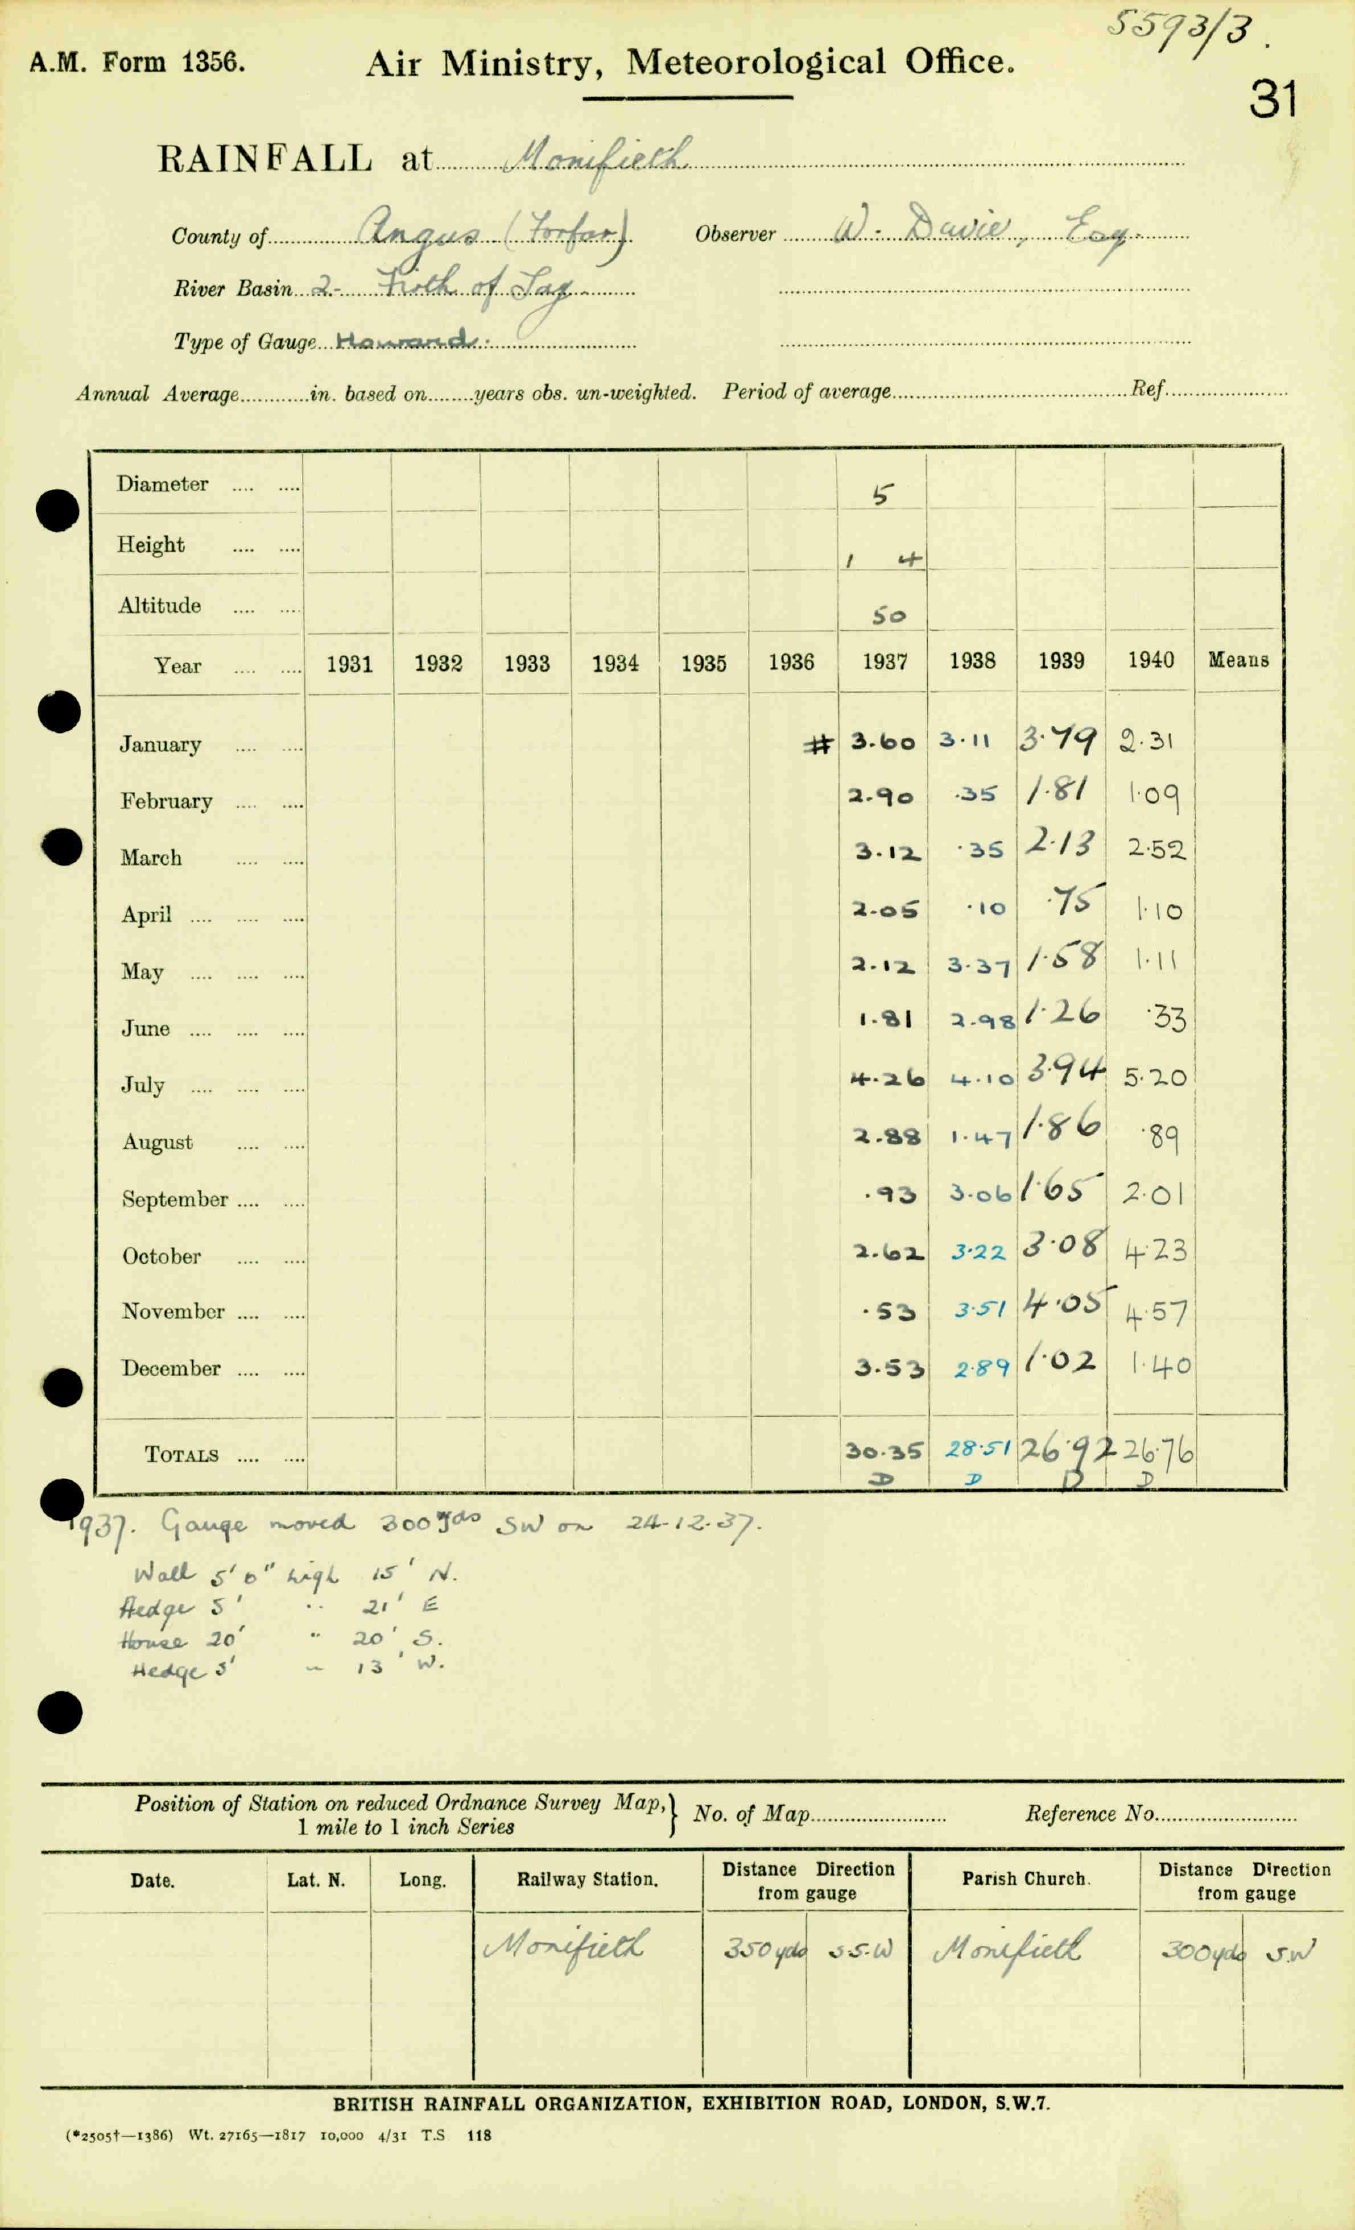 5593/3.
A.M. Form 1356. Air Ministry, Meteorological Office.
31
RAINFALL at Monifieth
County of Angus (Forfar) Observer W. Davie, Esq.
River Basin 2- Firth of Tay
Type of Gauge Howard.
Annual Average in. based on years obs. un-weighted. Period of average Ref.
Diameter 5
Height 1 4
Altitude 50
Year 1931 1932 1933 1934 1935 1936 1937 1938 1939 1940 Means
January # 3.60 3.11 3.79 2.31
February 2.90 .35 1.81 1.09
March 3.12 .35 2.13 2.52
April 2.05 .10 .75 1.10
May 2.12 3.37 1.58 1.11
June 1.81 2.98 1.26 .33
July 4.26 4.10 3.94 5.20
August 2.88 1.47 1.86 .89
September .93 3.06 1.65 2.01
October 2.62 3.22 3.08 4.23
November .53 3.51 4.05 4.57
December 3.53 2.89 1.02 1.40
TOTALS 30.35 28.51 26.92 26.76
D D D D
1937. Gauge moved 300 yds SW on 24.12.37.
Wall 5' 6" high 15' N.
Hedge 5' " 21' E
House 20' " 20' S.
Hedge 5' " 13' W.
Position of Station on reduced Ordnance Survey Map, } No. of Map Reference No.
1 mile to 1 inch Series
Date. Lat. N. Long. Railway Station. Distance Direction from gauge Parish Church. Distance Direction from gauge
Monifieth 350 yds S S.W Monifieth 300 yds S.W
BRITISH RAINFALL ORGANIZATION, EXHIBITION ROAD, LONDON, S.W.7.
(*2505†—1386) Wt. 27165—1817 10,000 4/31 T.S 118